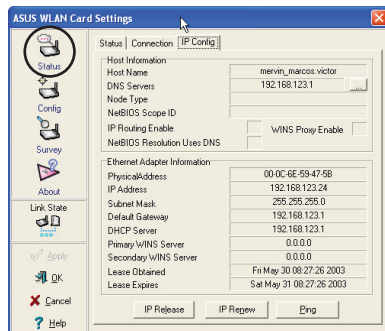 ASUS WLAN Card Settings
Status
Config
Survey
About
Link State
Apply
OK
Cancel
Help
Status Connection IP Config
Host Information
Host Name mervin_marcos.victor
DNS Servers 192.168.123.1 ...
Node Type
NetBIOS Scope ID
IP Routing Enable WINS Proxy Enable
NetBIOS Resolution Uses DNS
Ethernet Adapter Information
PhysicalAddress 00-0C-6E-59-47-5B
IP Address 192.168.123.24
Subnet Mask 255.255.255.0
Default Gateway 192.168.123.1
DHCP Server 192.168.123.1
Primary WINS Server 0.0.0.0
Secondary WINS Server 0.0.0.0
Lease Obtained Fri May 30 08:27:26 2003
Lease Expires Sat May 31 08:27:26 2003
IP Release IP Renew Ping